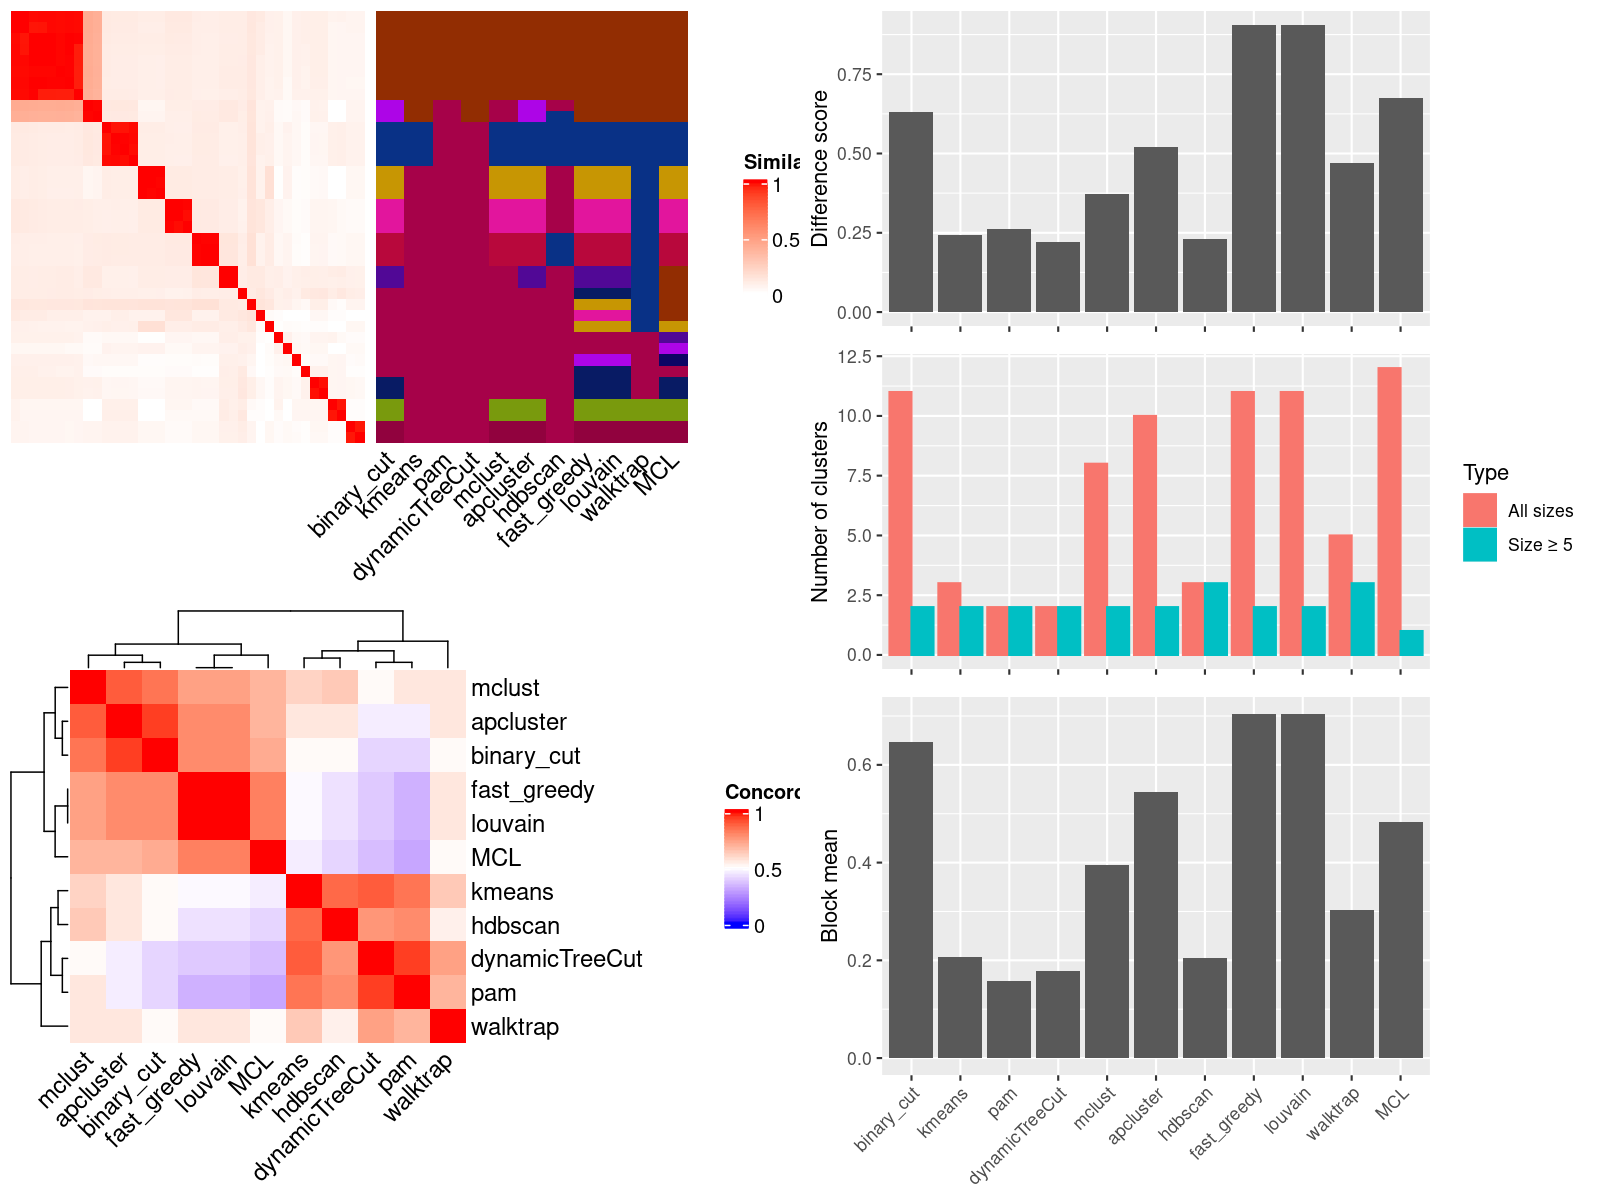 Simila
1
0.5
0
binary_cut
kmeans
pam
dynamicTreeCut
mclust
apcluster
hdbscan
fast_greedy
louvain
walktrap
MCL
Difference score
0.75
0.50
0.25
0.00
Number of clusters
12.5
10.0
7.5
5.0
2.5
0.0
Type
All sizes
Size ≥ 5
mclust
apcluster
binary_cut
fast_greedy
louvain
MCL
kmeans
hdbscan
dynamicTreeCut
pam
walktrap
mclust
apcluster
binary_cut
fast_greedy
louvain
MCL
kmeans
hdbscan
dynamicTreeCut
pam
walktrap
Concord
1
0.5
0
Block mean
0.6
0.4
0.2
0.0
binary_cut
kmeans
pam
dynamicTreeCut
mclust
apcluster
hdbscan
fast_greedy
louvain
walktrap
MCL